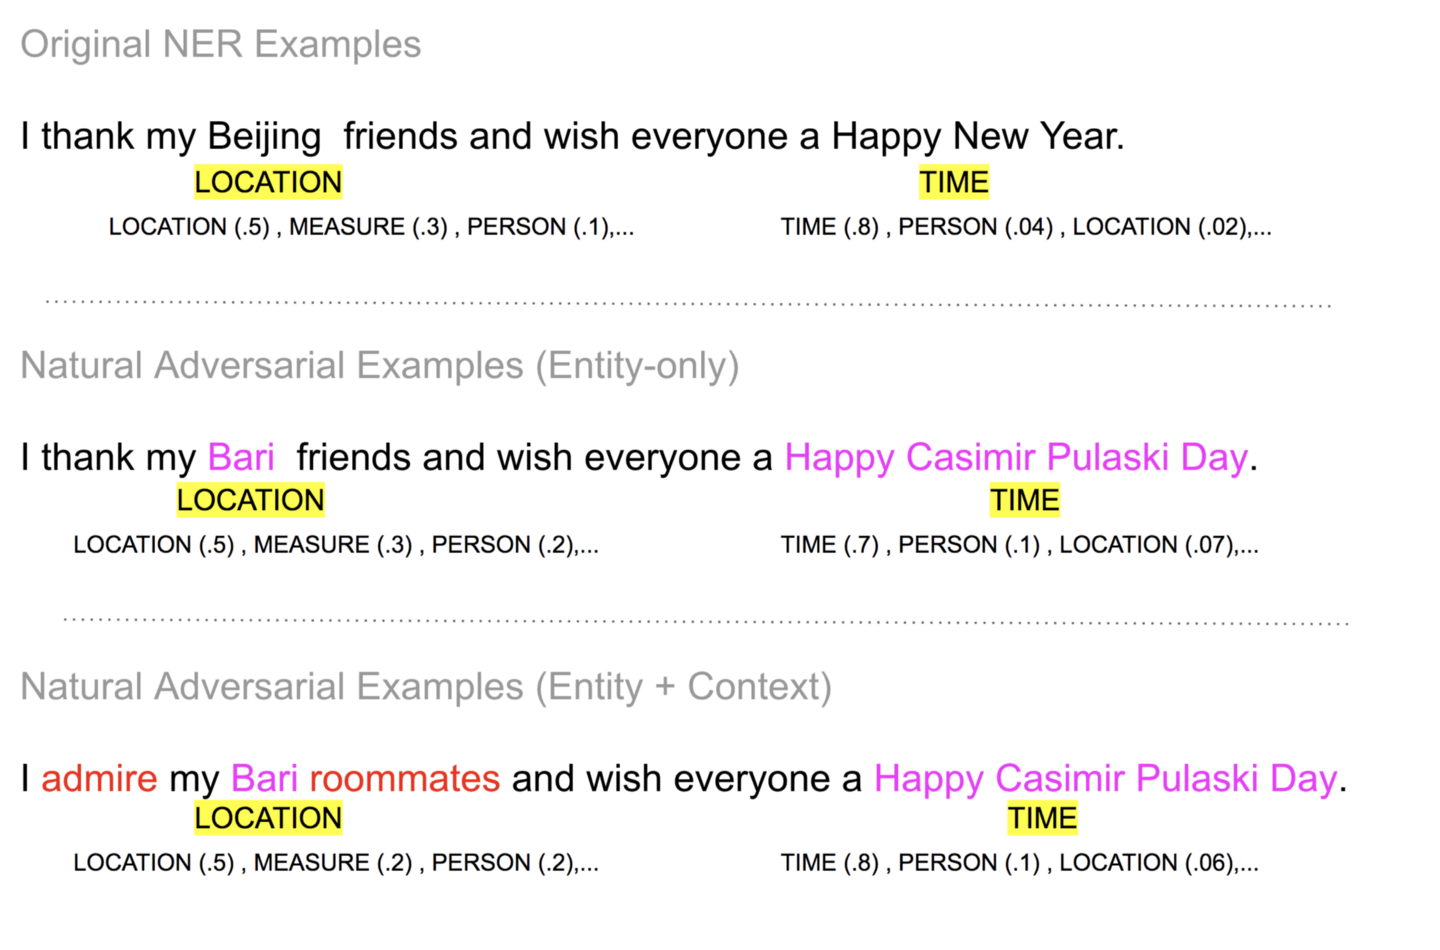 Original NER Examples
I thank my Beijing  friends and wish everyone a Happy New Year.
LOCATION TIME
LOCATION (.5) , MEASURE (.3) , PERSON (.1),... TIME (.8) , PERSON (.04) , LOCATION (.02),...
Natural Adversarial Examples (Entity-only)
I thank my Bari  friends and wish everyone a Happy Casimir Pulaski Day.
LOCATION TIME
LOCATION (.5) , MEASURE (.3) , PERSON (.2),... TIME (.7) , PERSON (.1) , LOCATION (.07),...
Natural Adversarial Examples (Entity + Context)
I admire my Bari roommates and wish everyone a Happy Casimir Pulaski Day.
LOCATION TIME
LOCATION (.5) , MEASURE (.2) , PERSON (.2),... TIME (.8) , PERSON (.1) , LOCATION (.06),...